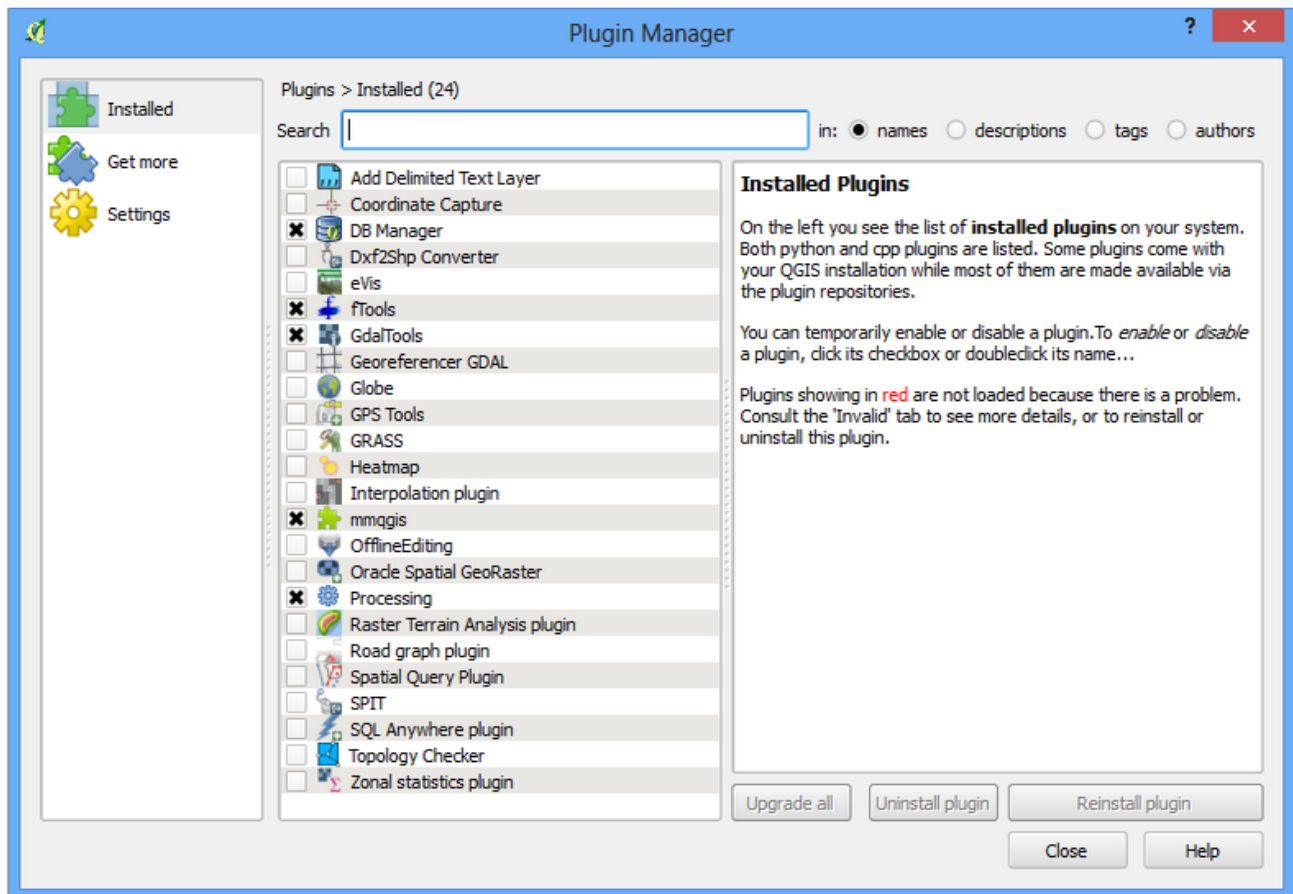 Plugin Manager
?
Installed
Get more
Settings
Plugins > Installed (24)
Search
in: names descriptions tags authors
Add Delimited Text Layer
Coordinate Capture
DB Manager
Dxf2Shp Converter
eVis
fTools
GdalTools
Georeferencer GDAL
Globe
GPS Tools
GRASS
Heatmap
Interpolation plugin
mmqgis
OfflineEditing
Oracle Spatial GeoRaster
Processing
Raster Terrain Analysis plugin
Road graph plugin
Spatial Query Plugin
SPIT
SQL Anywhere plugin
Topology Checker
Zonal statistics plugin
Installed Plugins
On the left you see the list of installed plugins on your system.
Both python and cpp plugins are listed. Some plugins come with
your QGIS installation while most of them are made available via
the plugin repositories.
You can temporarily enable or disable a plugin.To enable or disable
a plugin, click its checkbox or doubleclick its name...
Plugins showing in red are not loaded because there is a problem.
Consult the 'Invalid' tab to see more details, or to reinstall or
uninstall this plugin.
Upgrade all
Uninstall plugin
Reinstall plugin
Close
Help